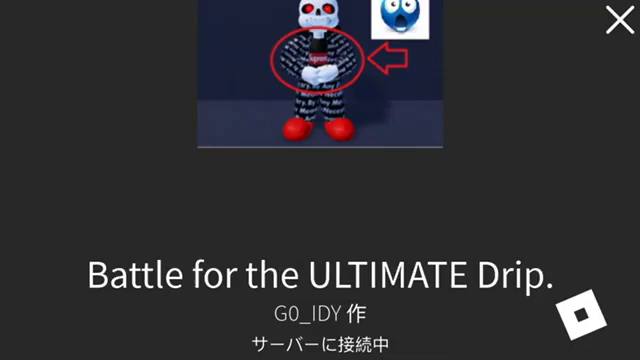 Battle for the ULTIMATE Drip.
G0_IDY 作
サーバーに接続中